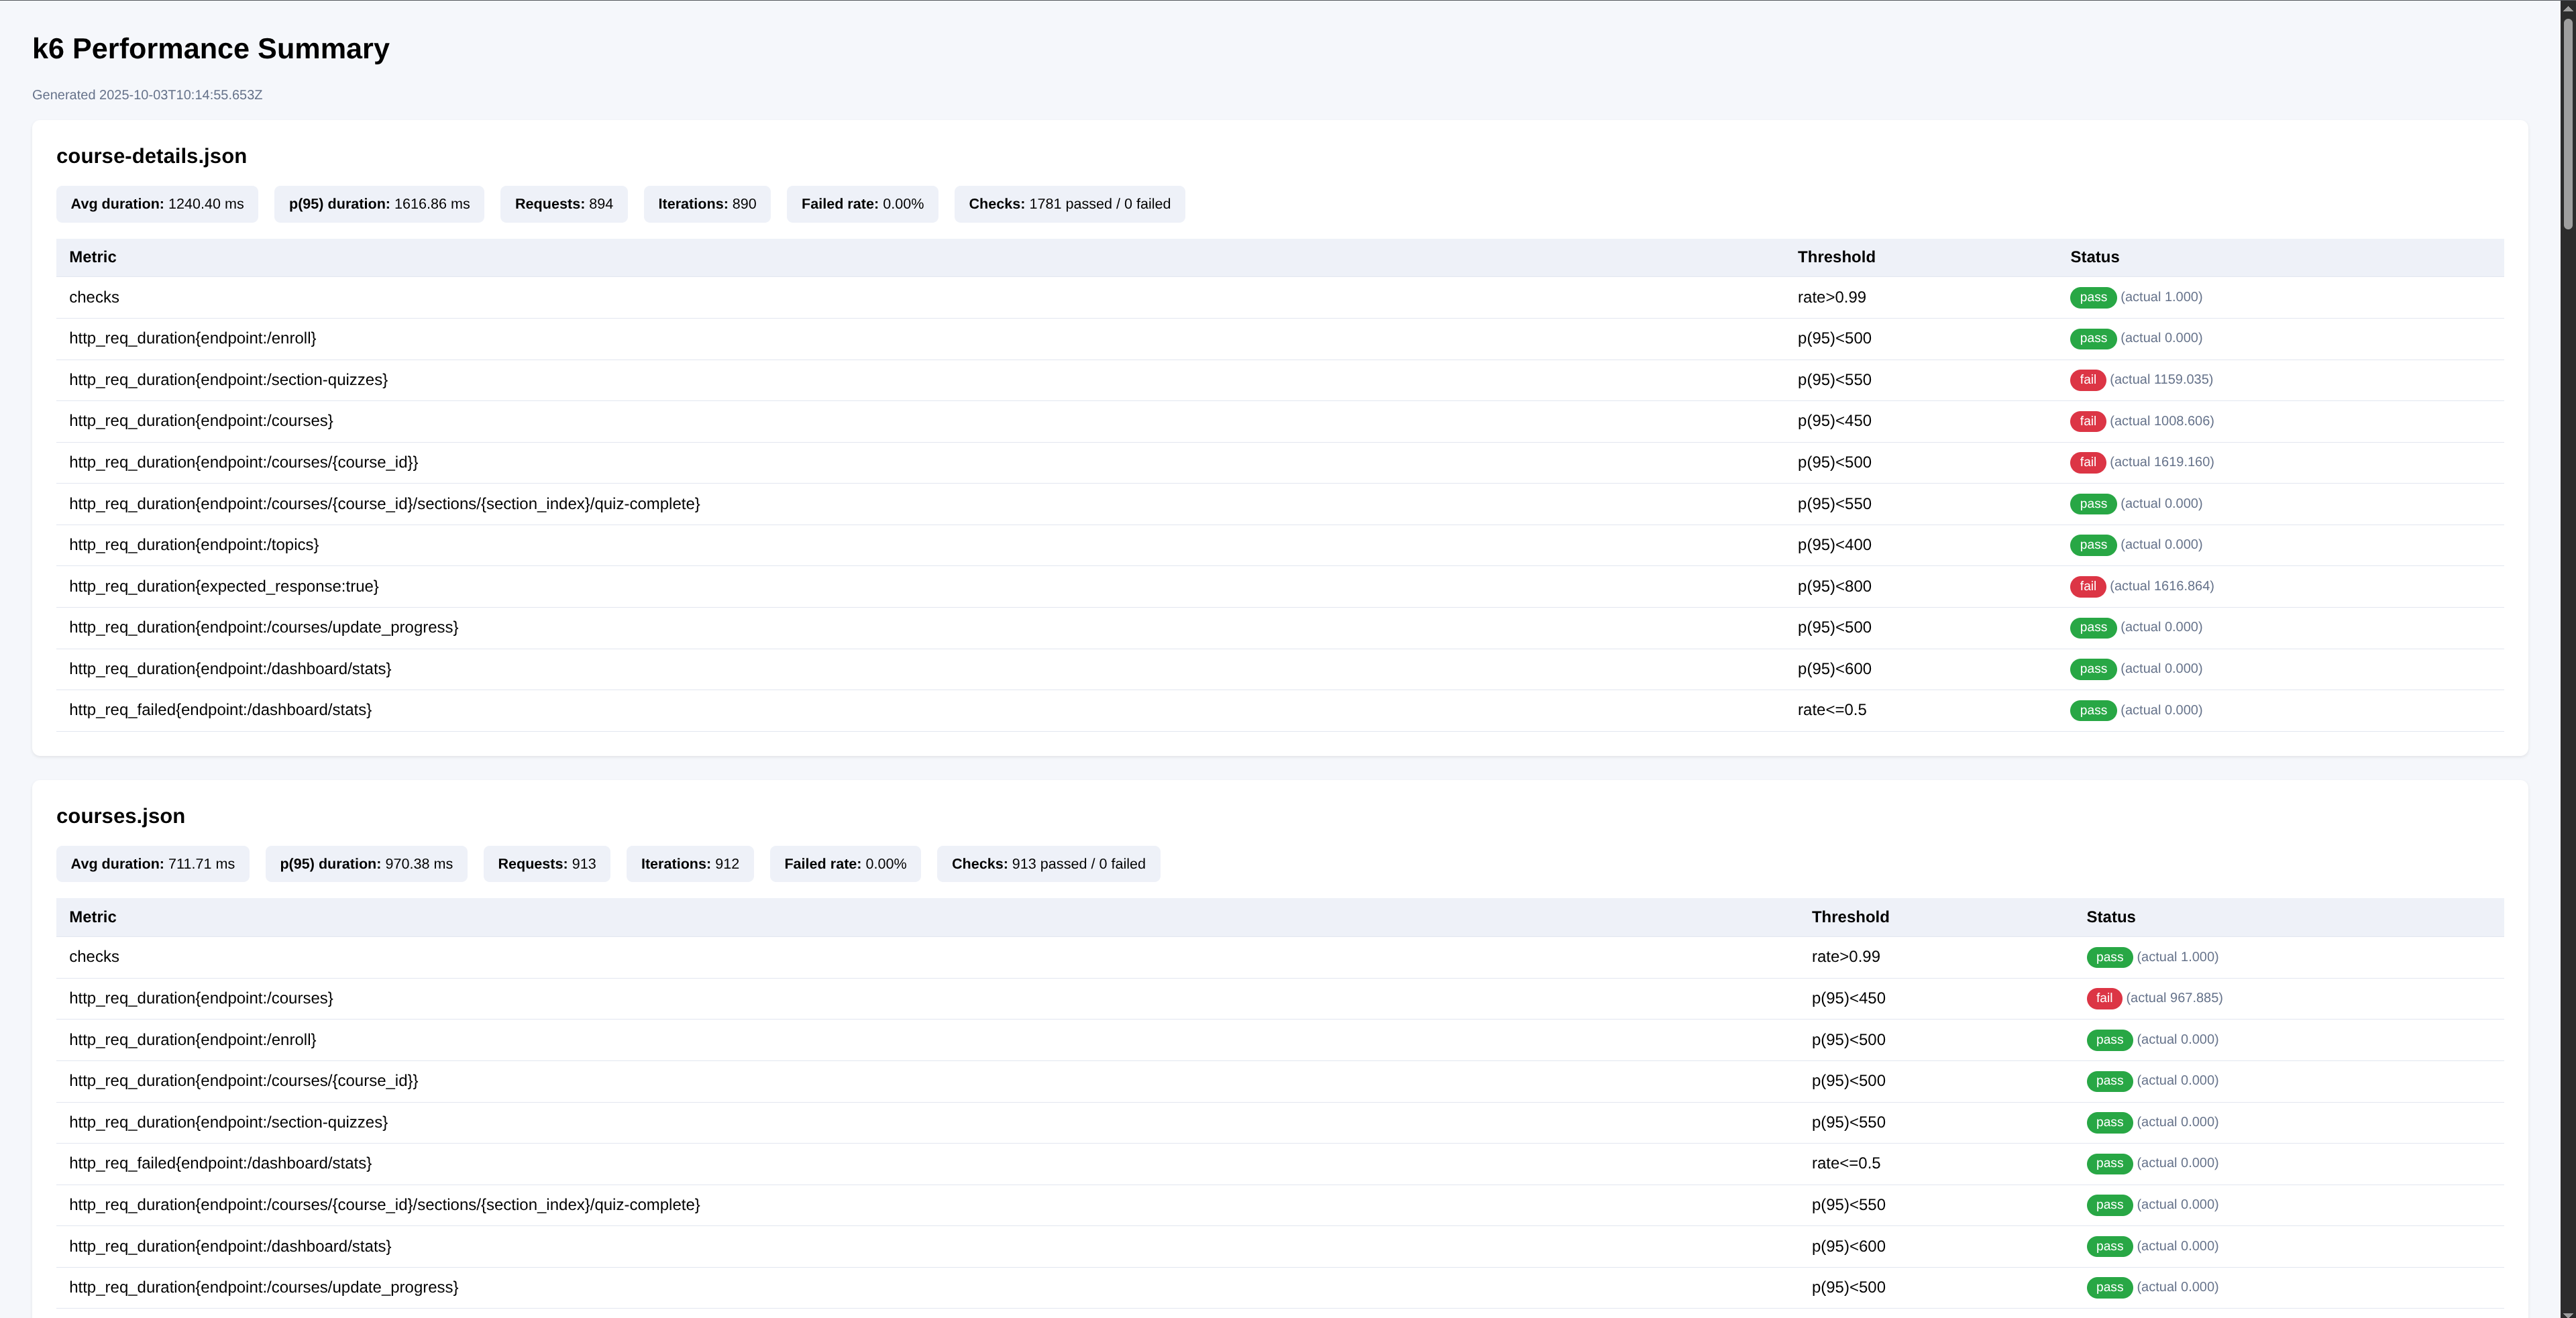 k6 Performance Summary
Generated 2025-10-03T10:14:55.653Z
course-details.json
Avg duration: 1240.40 ms p(95) duration: 1616.86 ms Requests: 894 Iterations: 890 Failed rate: 0.00% Checks: 1781 passed / 0 failed
Metric Threshold Status
checks rate>0.99 pass (actual 1.000)
http_req_duration{endpoint:/enroll} p(95)<500 pass (actual 0.000)
http_req_duration{endpoint:/section-quizzes} p(95)<550 fail (actual 1159.035)
http_req_duration{endpoint:/courses} p(95)<450 fail (actual 1008.606)
http_req_duration{endpoint:/courses/{course_id}} p(95)<500 fail (actual 1619.160)
http_req_duration{endpoint:/courses/{course_id}/sections/{section_index}/quiz-complete} p(95)<550 pass (actual 0.000)
http_req_duration{endpoint:/topics} p(95)<400 pass (actual 0.000)
http_req_duration{expected_response:true} p(95)<800 fail (actual 1616.864)
http_req_duration{endpoint:/courses/update_progress} p(95)<500 pass (actual 0.000)
http_req_duration{endpoint:/dashboard/stats} p(95)<600 pass (actual 0.000)
http_req_failed{endpoint:/dashboard/stats} rate<=0.5 pass (actual 0.000)
courses.json
Avg duration: 711.71 ms p(95) duration: 970.38 ms Requests: 913 Iterations: 912 Failed rate: 0.00% Checks: 913 passed / 0 failed
Metric Threshold Status
checks rate>0.99 pass (actual 1.000)
http_req_duration{endpoint:/courses} p(95)<450 fail (actual 967.885)
http_req_duration{endpoint:/enroll} p(95)<500 pass (actual 0.000)
http_req_duration{endpoint:/courses/{course_id}} p(95)<500 pass (actual 0.000)
http_req_duration{endpoint:/section-quizzes} p(95)<550 pass (actual 0.000)
http_req_failed{endpoint:/dashboard/stats} rate<=0.5 pass (actual 0.000)
http_req_duration{endpoint:/courses/{course_id}/sections/{section_index}/quiz-complete} p(95)<550 pass (actual 0.000)
http_req_duration{endpoint:/dashboard/stats} p(95)<600 pass (actual 0.000)
http_req_duration{endpoint:/courses/update_progress} p(95)<500 pass (actual 0.000)